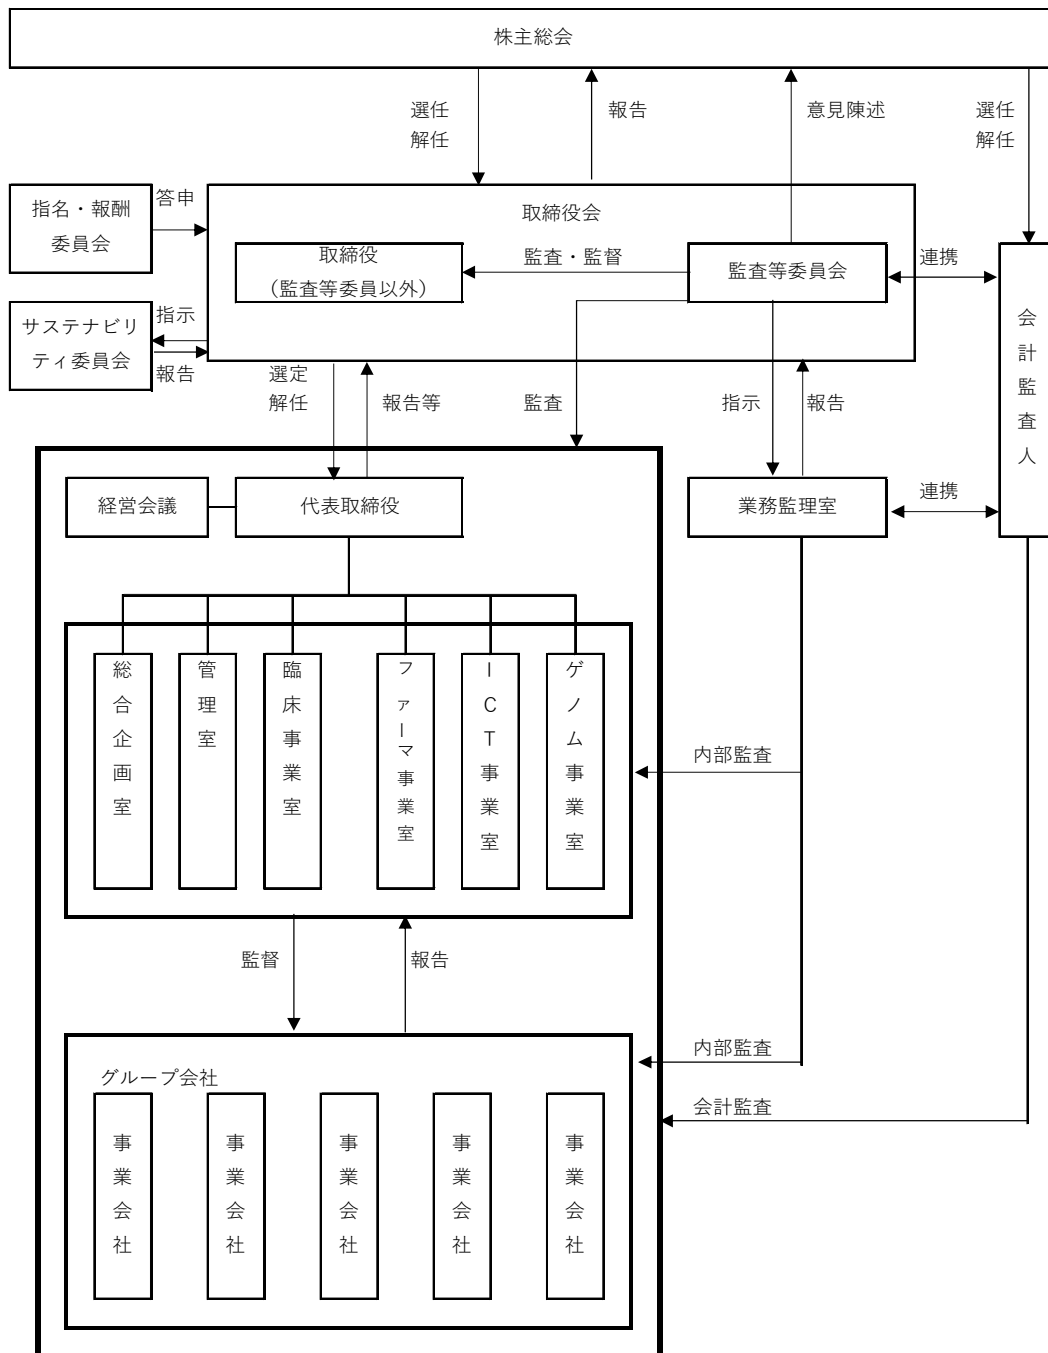 株主総会
選任
解任
報告
意見陳述
選任
解任
指名・報酬
委員会
答申
取締役会
取締役
（監査等委員以外）
監査・監督
監査等委員会
連携
会計監査人
サステナビリ
ティ委員会
指示
報告
選定
解任
報告等
監査
指示
報告
経営会議
代表取締役
業務監理室
連携
総合企画室
管理室
臨床事業室
ファーマ事業室
ＩＣＴ事業室
ゲノム事業室
内部監査
監督
報告
内部監査
グループ会社
会計監査
事業会社
事業会社
事業会社
事業会社
事業会社